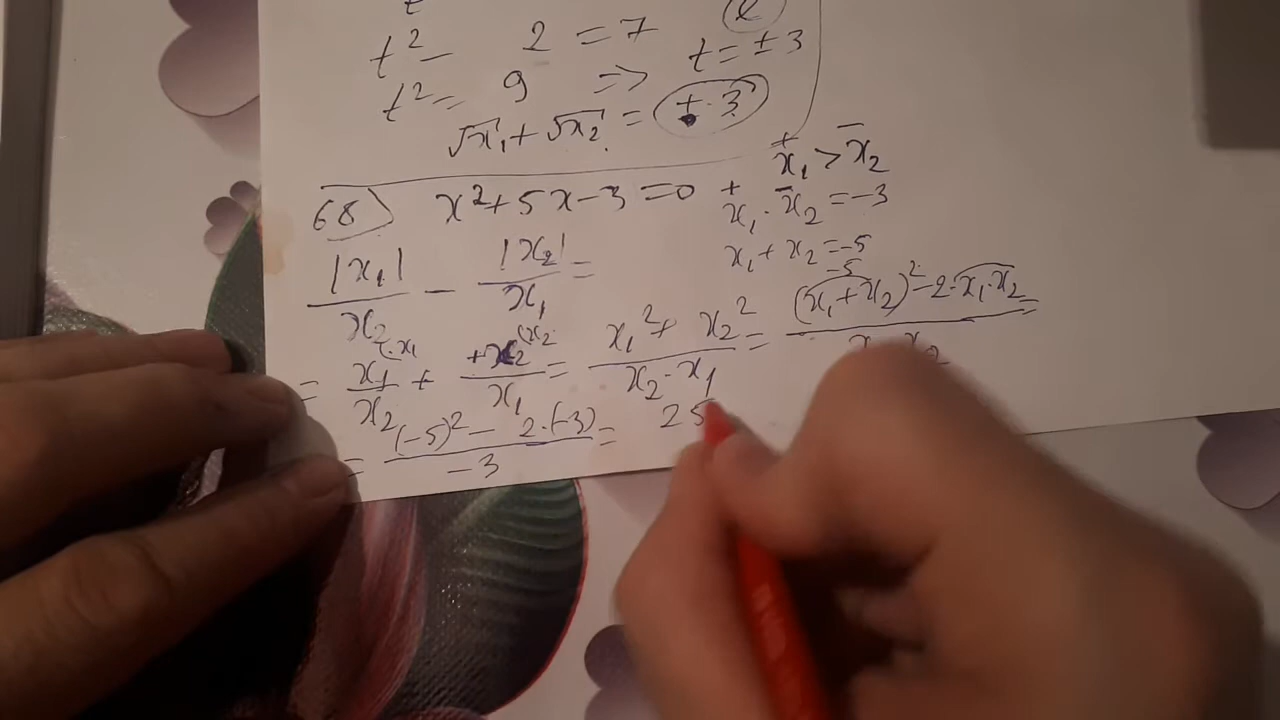 t² - 2 = 7
t = ±3
t² = 9 =>
√x₁ + √x₂ = ± 3
68) x² + 5x - 3 = 0
x₁ > x₂
+ -
x₁ · x₂ = -3
+ -
x₁ + x₂ = -5
|x₁|/x₂ - |x₂|/x₁ =
= x₁/x₂ + +x₂/x₁ = x₁² + x₂² / x₂ · x₁ = (x₁ + x₂)² - 2 · x₁ · x₂ =
-5
= (-5)² - 2 · (-3) / -3 = 25